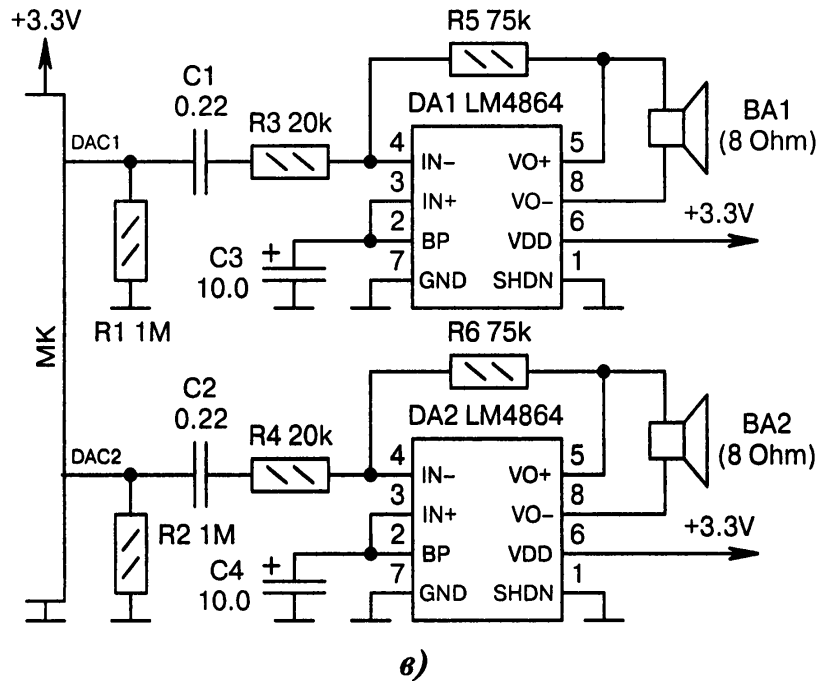 +3.3V
R5 75k
C1
0.22
DA1 LM4864
BA1
(8 Ohm)
DAC1
R3 20k
4 IN− VO+ 5
3 IN+ VO− 8
2 BP VDD 6
+3.3V
7 GND SHDN 1
C3 +
10.0
R1 1M
МК
R6 75k
C2
0.22
DA2 LM4864
BA2
(8 Ohm)
DAC2
R4 20k
4 IN− VO+ 5
3 IN+ VO− 8
R2 1M
2 BP VDD 6
+3.3V
7 GND SHDN 1
C4 +
10.0
в)